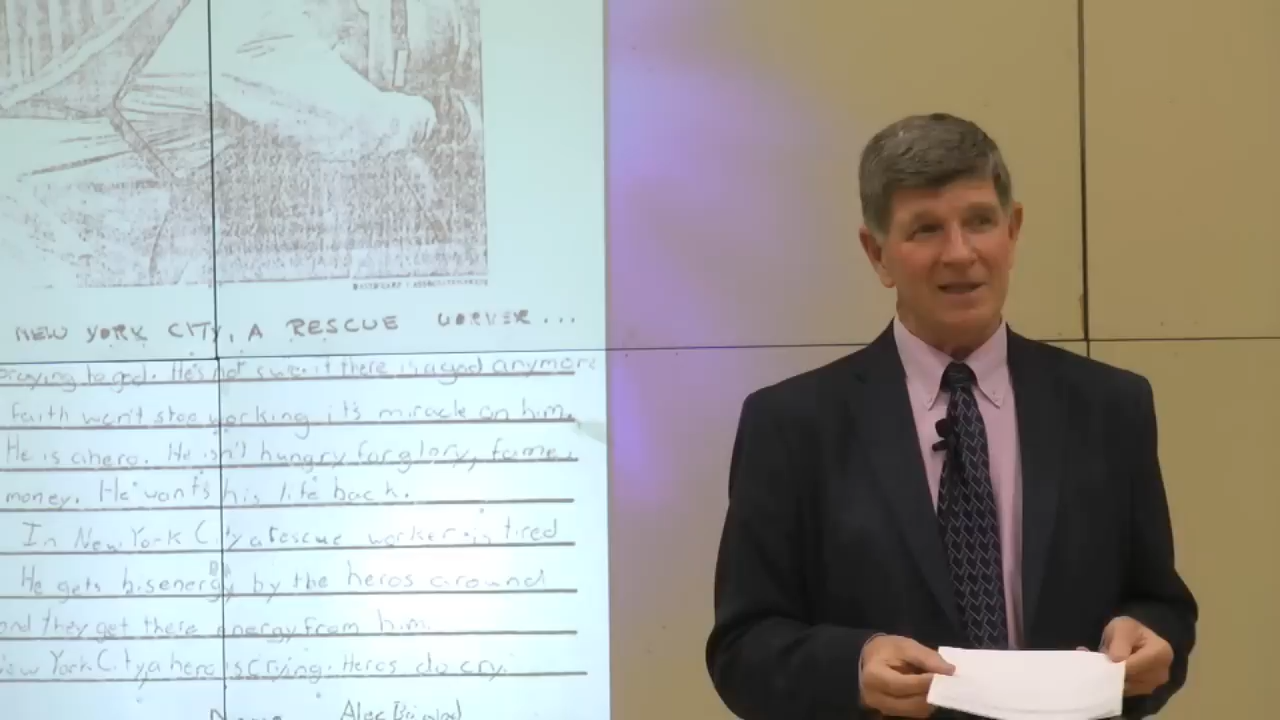 NEW YORK CITY, A RESCUE WORKER...
praying to god. He's not sure if there is a god anymore
Faith won't stop working it's miracle on him.
He is a hero. He isn't hungry for glory, fame,
money. He wants his life back.
In New York City a rescue worker is tired
He gets his energy by the heros around
and they get there energy from him.
New York City a hero is crying. Heros do cry.
Name Alec